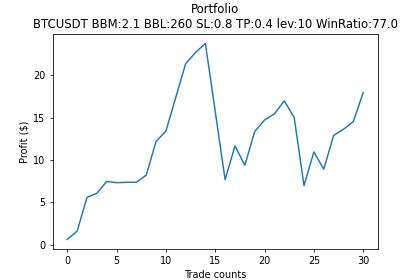 Portfolio
BTCUSDT BBM:2.1 BBL:260 SL:0.8 TP:0.4 lev:10 WinRatio:77.0
20
15
10
5
0
Profit ($)
0 5 10 15 20 25 30
Trade counts